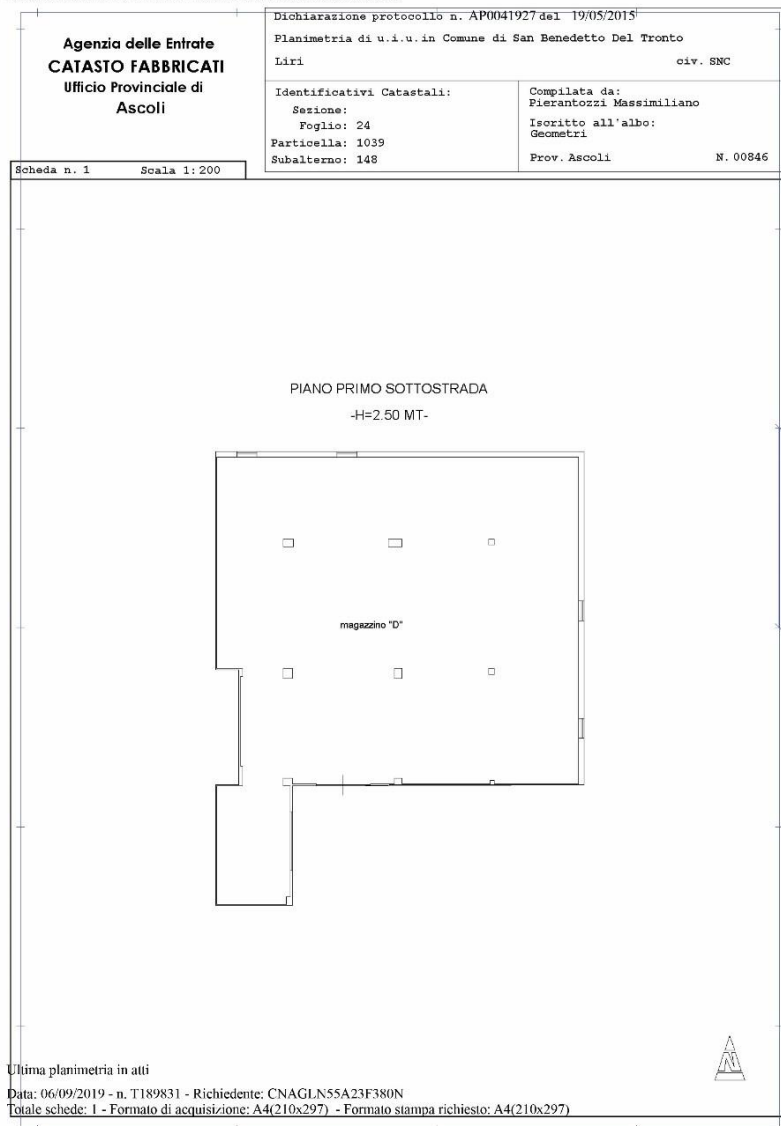 Agenzia delle Entrate
CATASTO FABBRICATI
Ufficio Provinciale di
Ascoli
Dichiarazione protocollo n. AP0041927 del 19/05/2015
Planimetria di u.i.u. in Comune di San Benedetto Del Tronto
Liri civ. SNC
Identificativi Catastali:
Sezione:
Foglio: 24
Particella: 1039
Subalterno: 148
Compilata da:
Pierantozzi Massimiliano
Iscritto all'albo:
Geometri
Prov. Ascoli N. 00846
Scheda n. 1 Scala 1:200
PIANO PRIMO SOTTOSTRADA
-H=2.50 MT-
magazzino "D"
N
Ultima planimetria in atti
Data: 06/09/2019 - n. T189831 - Richiedente: CNAGLN55A23F380N
Totale schede: 1 - Formato di acquisizione: A4(210x297) - Formato stampa richiesto: A4(210x297)